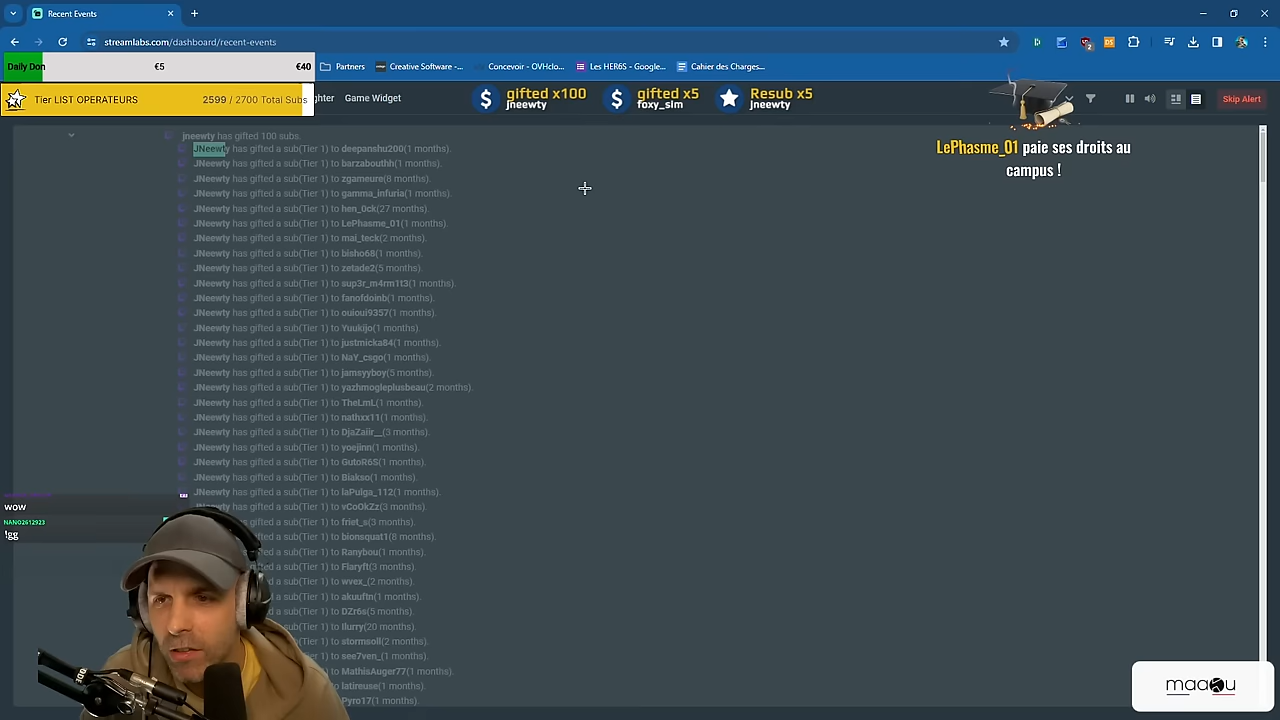 Recent Events
streamlabs.com/dashboard/recent-events
Daily Don
€5
€40
Partners
Creative Software -...
Concevoir - OVHclo...
Les HER6S - Google...
Cahier des Charges...
Tier LIST OPERATEURS
2599 / 2700 Total Subs
Game Widget
gifted x100
jneewty
gifted x5
foxy_sim
Resub x5
jneewty
Skip Alert
LePhasme_01 paie ses droits au
campus !
jneewty has gifted 100 subs.
JNeewty has gifted a sub(Tier 1) to deepanshu200(1 months).
JNeewty has gifted a sub(Tier 1) to barzabouthh(1 months).
JNeewty has gifted a sub(Tier 1) to zgameure(8 months).
JNeewty has gifted a sub(Tier 1) to gamma_infuria(1 months).
JNeewty has gifted a sub(Tier 1) to hen_0ck(27 months).
JNeewty has gifted a sub(Tier 1) to LePhasme_01(1 months).
JNeewty has gifted a sub(Tier 1) to mai_teck(2 months).
JNeewty has gifted a sub(Tier 1) to bisho68(1 months).
JNeewty has gifted a sub(Tier 1) to zetade2(5 months).
JNeewty has gifted a sub(Tier 1) to sup3r_m4rm1t3(1 months).
JNeewty has gifted a sub(Tier 1) to fanofdoinb(1 months).
JNeewty has gifted a sub(Tier 1) to ouioui9357(1 months).
JNeewty has gifted a sub(Tier 1) to Yuukijo(1 months).
JNeewty has gifted a sub(Tier 1) to justmicka84(1 months).
JNeewty has gifted a sub(Tier 1) to NaY_csgo(1 months).
JNeewty has gifted a sub(Tier 1) to jamsyyboy(5 months).
JNeewty has gifted a sub(Tier 1) to yazhmogleplusbeau(2 months).
JNeewty has gifted a sub(Tier 1) to TheLmL(1 months).
JNeewty has gifted a sub(Tier 1) to nathxx11(1 months).
JNeewty has gifted a sub(Tier 1) to DjaZaiir__(3 months).
JNeewty has gifted a sub(Tier 1) to yoejinn(1 months).
JNeewty has gifted a sub(Tier 1) to GutoR6S(1 months).
JNeewty has gifted a sub(Tier 1) to Biakso(1 months).
JNeewty has gifted a sub(Tier 1) to laPulga_112(1 months).
JNeewty has gifted a sub(Tier 1) to vCoOkZz(3 months).
has gifted a sub(Tier 1) to friet_s(3 months).
gifted a sub(Tier 1) to bionsquat1(8 months).
a sub(Tier 1) to Ranybou(1 months).
a sub(Tier 1) to Flaryft(3 months).
a sub(Tier 1) to wvex_(2 months).
a sub(Tier 1) to akuuftn(1 months).
a sub(Tier 1) to DZr6s(5 months).
sub(Tier 1) to Ilurry(20 months).
(Tier 1) to stormsoll(2 months).
(Tier 1) to see7ven_(1 months).
(Tier 1) to MathisAuger77(1 months).
(Tier 1) to latireuse(1 months).
1) to Pyro17(1 months).
wow
NANO2612923
!gg
maaou